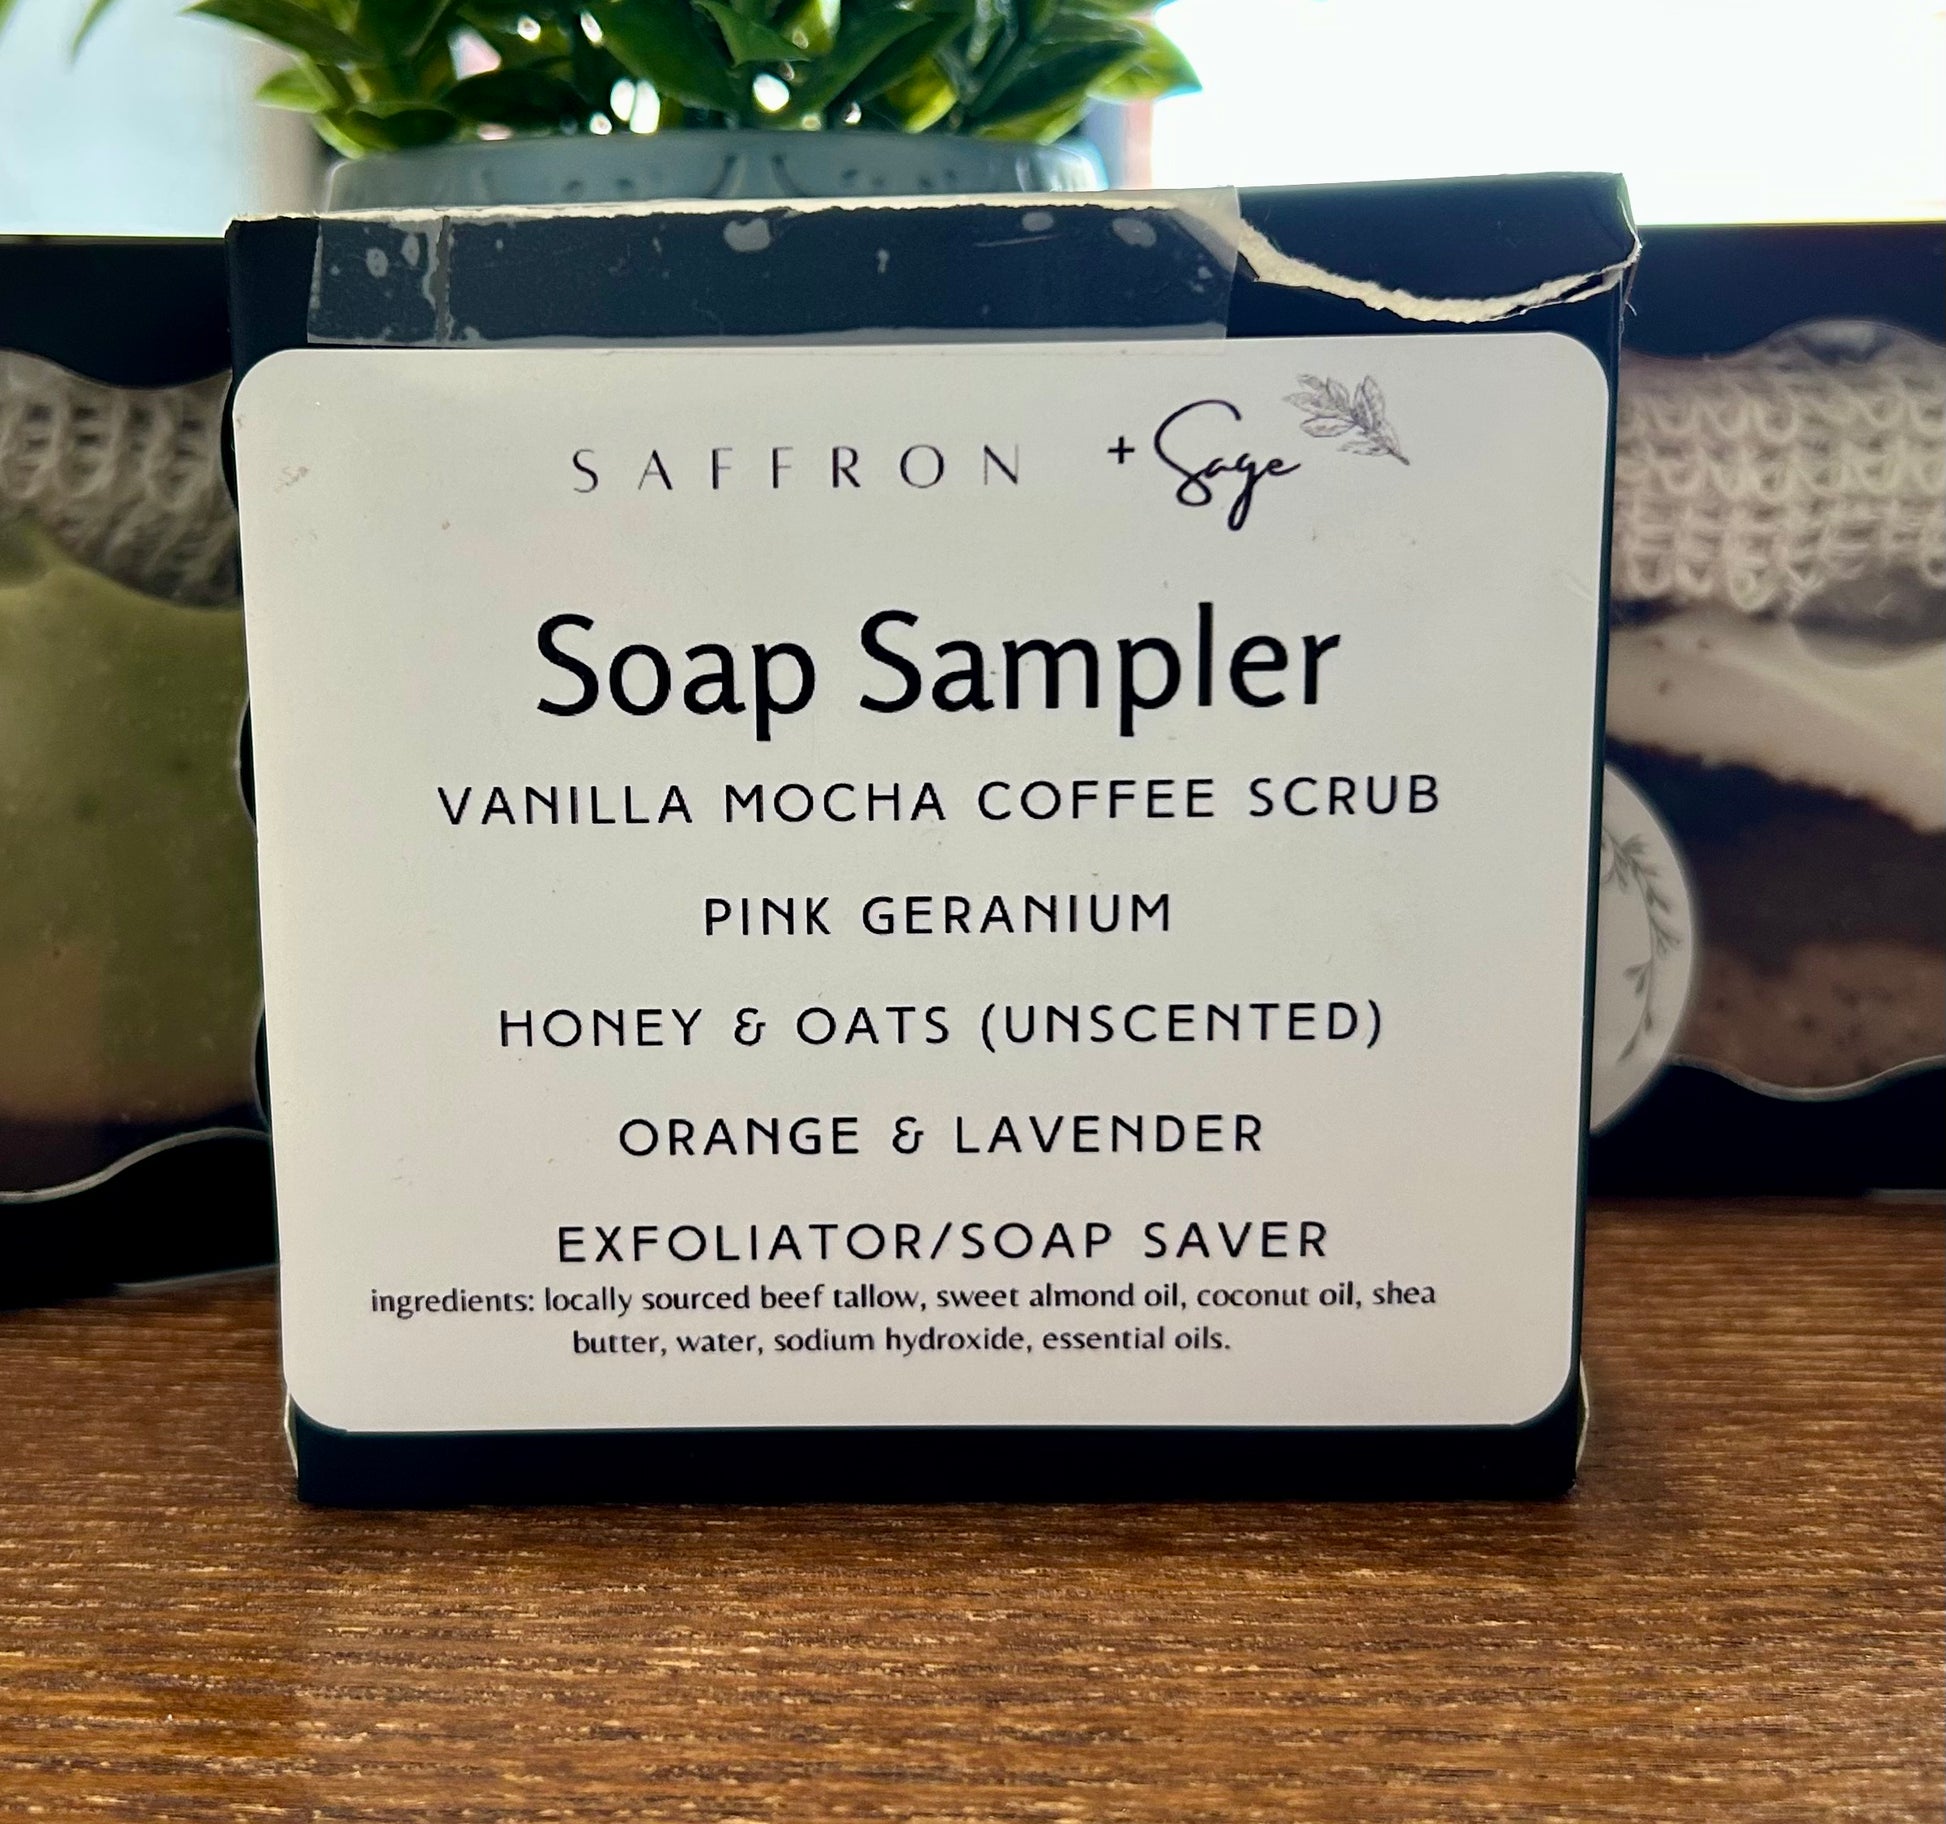 SAFFRON + Sage
Soap Sampler
VANILLA MOCHA COFFEE SCRUB
PINK GERANIUM
HONEY & OATS (UNSCENTED)
ORANGE & LAVENDER
EXFOLIATOR/SOAP SAVER
ingredients: locally sourced beef tallow, sweet almond oil, coconut oil, shea
butter, water, sodium hydroxide, essential oils.